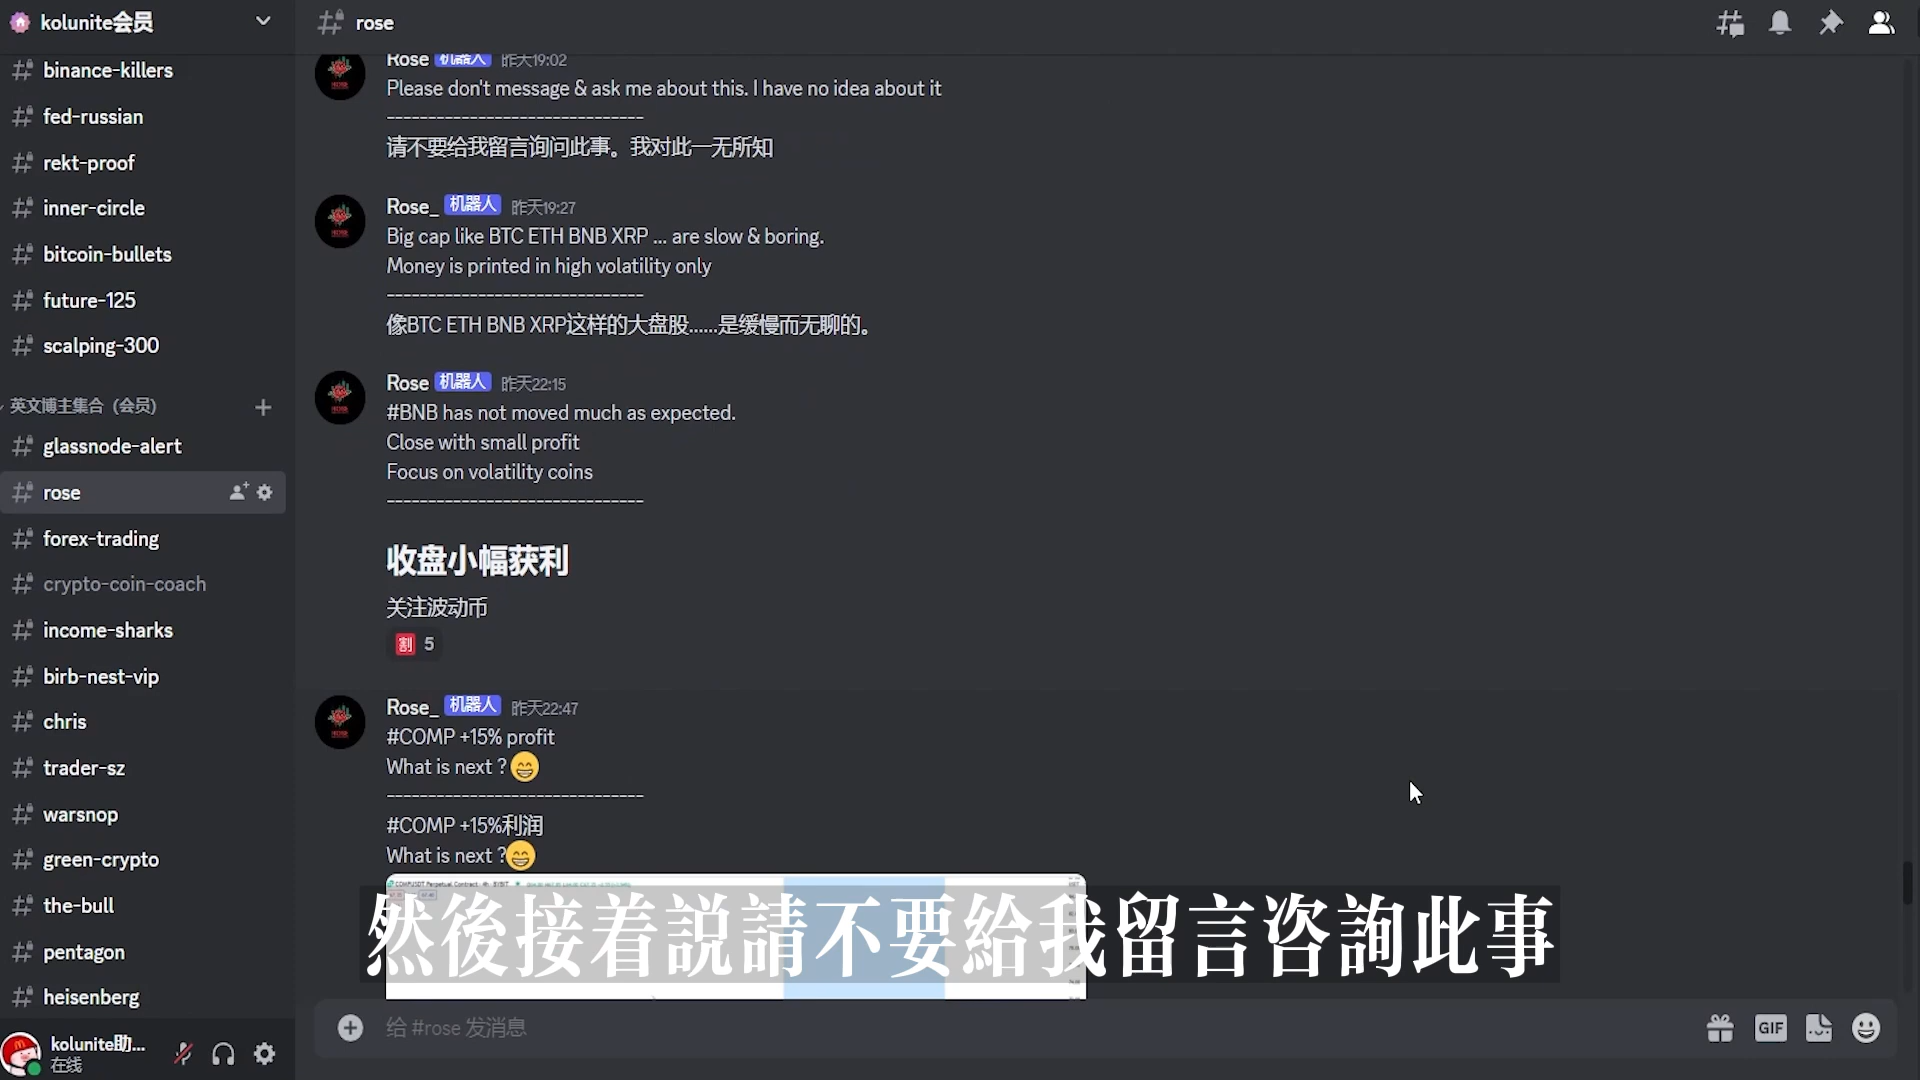 kolunite会员
binance-killers
fed-russian
rekt-proof
inner-circle
bitcoin-bullets
future-125
scalping-300
英文博主集合（会员）
glassnode-alert
rose
forex-trading
crypto-coin-coach
income-sharks
birb-nest-vip
chris
trader-sz
warsnop
green-crypto
the-bull
pentagon
heisenberg
kolunite助...
在线
rose
Rose 机器人 昨天19:02
Please don't message & ask me about this. I have no idea about it
-------------------------------
请不要给我留言询问此事。我对此一无所知
Rose_ 机器人 昨天19:27
Big cap like BTC ETH BNB XRP ... are slow & boring.
Money is printed in high volatility only
-------------------------------
像BTC ETH BNB XRP这样的大盘股......是缓慢而无聊的。
Rose 机器人 昨天22:15
#BNB has not moved much as expected.
Close with small profit
Focus on volatility coins
-------------------------------
收盘小幅获利
关注波动币
割 5
Rose_ 机器人 昨天22:47
#COMP +15% profit
What is next ? 😁
-------------------------------
#COMP +15%利润
What is next ?😁
然後接着説請不要給我留言咨詢此事
给 #rose 发消息
GIF